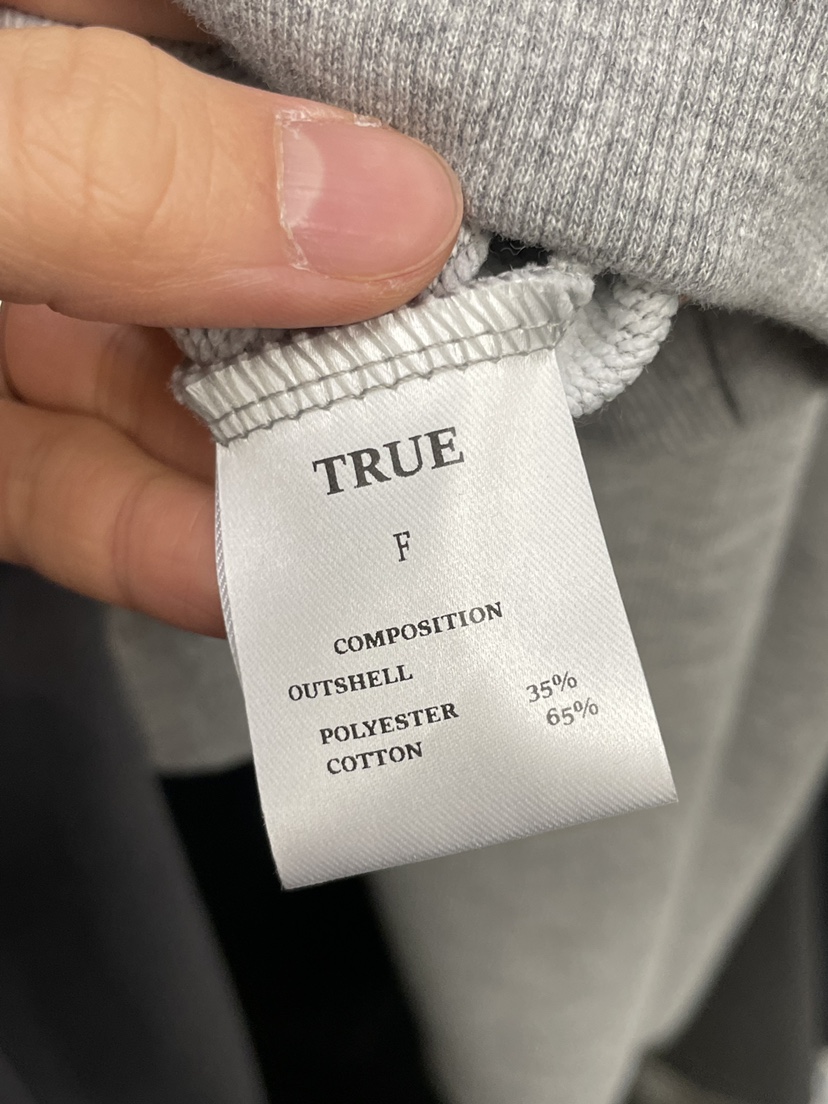 TRUE
F
COMPOSITION
OUTSHELL
POLYESTER 35%
COTTON 65%